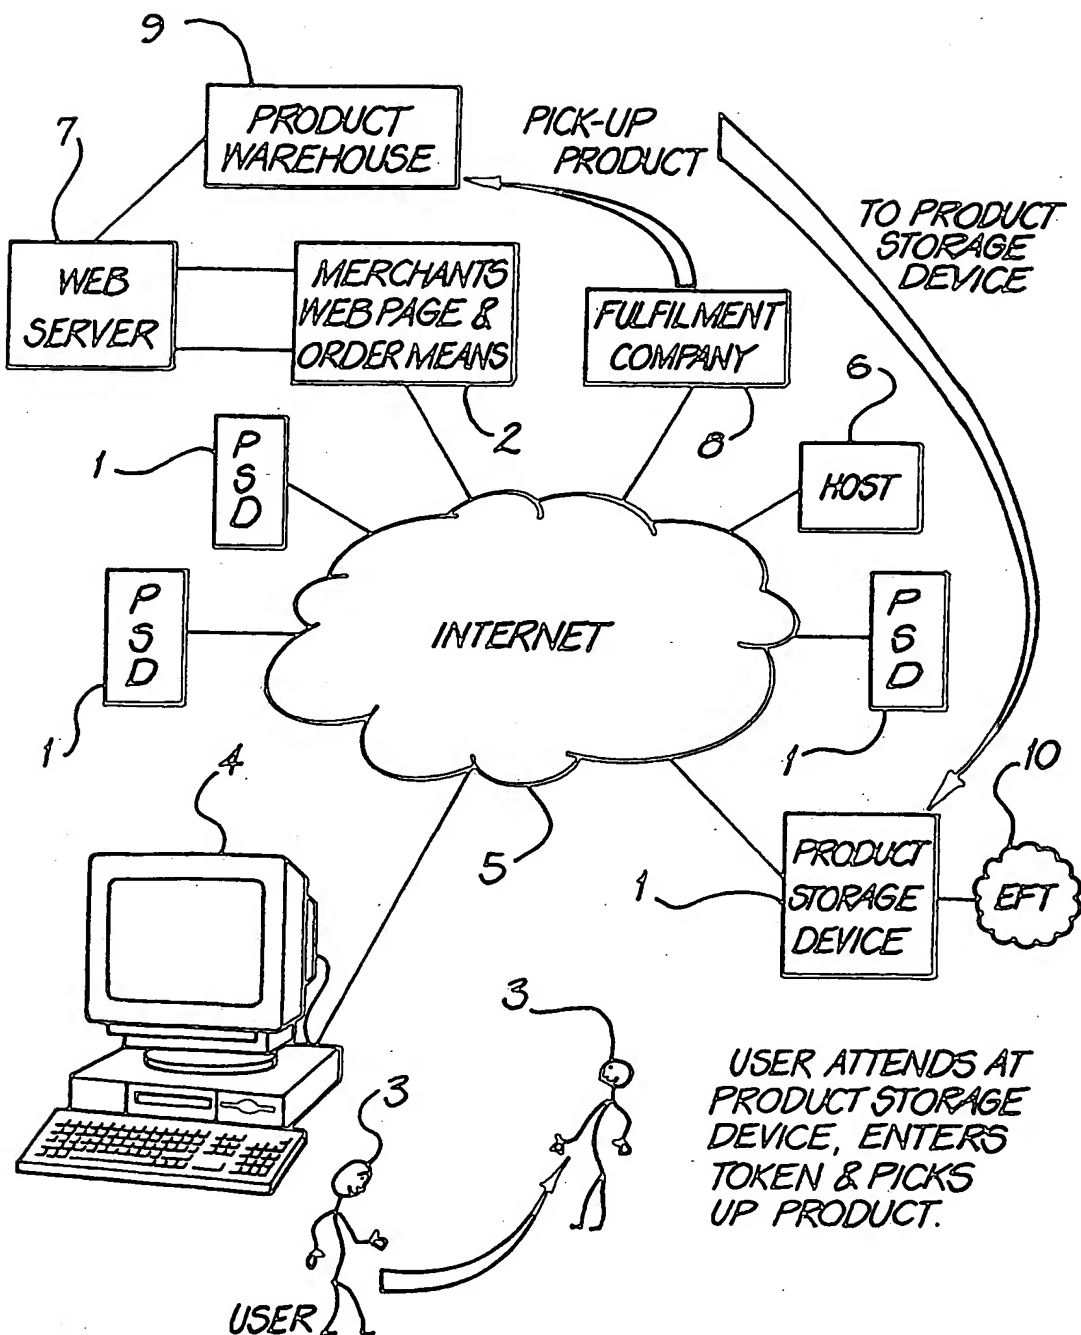 9
PRODUCT
WAREHOUSE
PICK-UP
PRODUCT
7
TO PRODUCT
STORAGE
DEVICE
WEB
SERVER
MERCHANTS
WEB PAGE &
ORDER MEANS
FULFILMENT
COMPANY
6
2
8
1
P
S
D
HOST
P
S
D
INTERNET
P
S
D
1
4
1
10
5
1
PRODUCT
STORAGE
DEVICE
EFT
3
3
USER ATTENDS AT
PRODUCT STORAGE
DEVICE, ENTERS
TOKEN & PICKS
UP PRODUCT.
USER